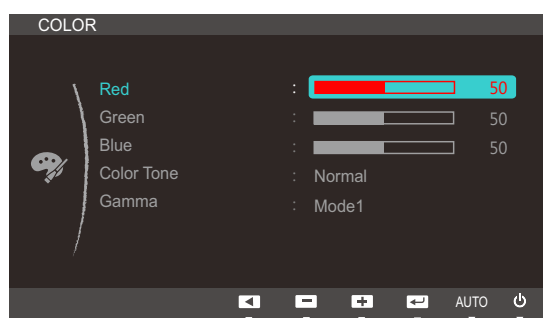 COLOR
Red : 50
Green : 50
Blue : 50
Color Tone : Normal
Gamma : Mode1
AUTO